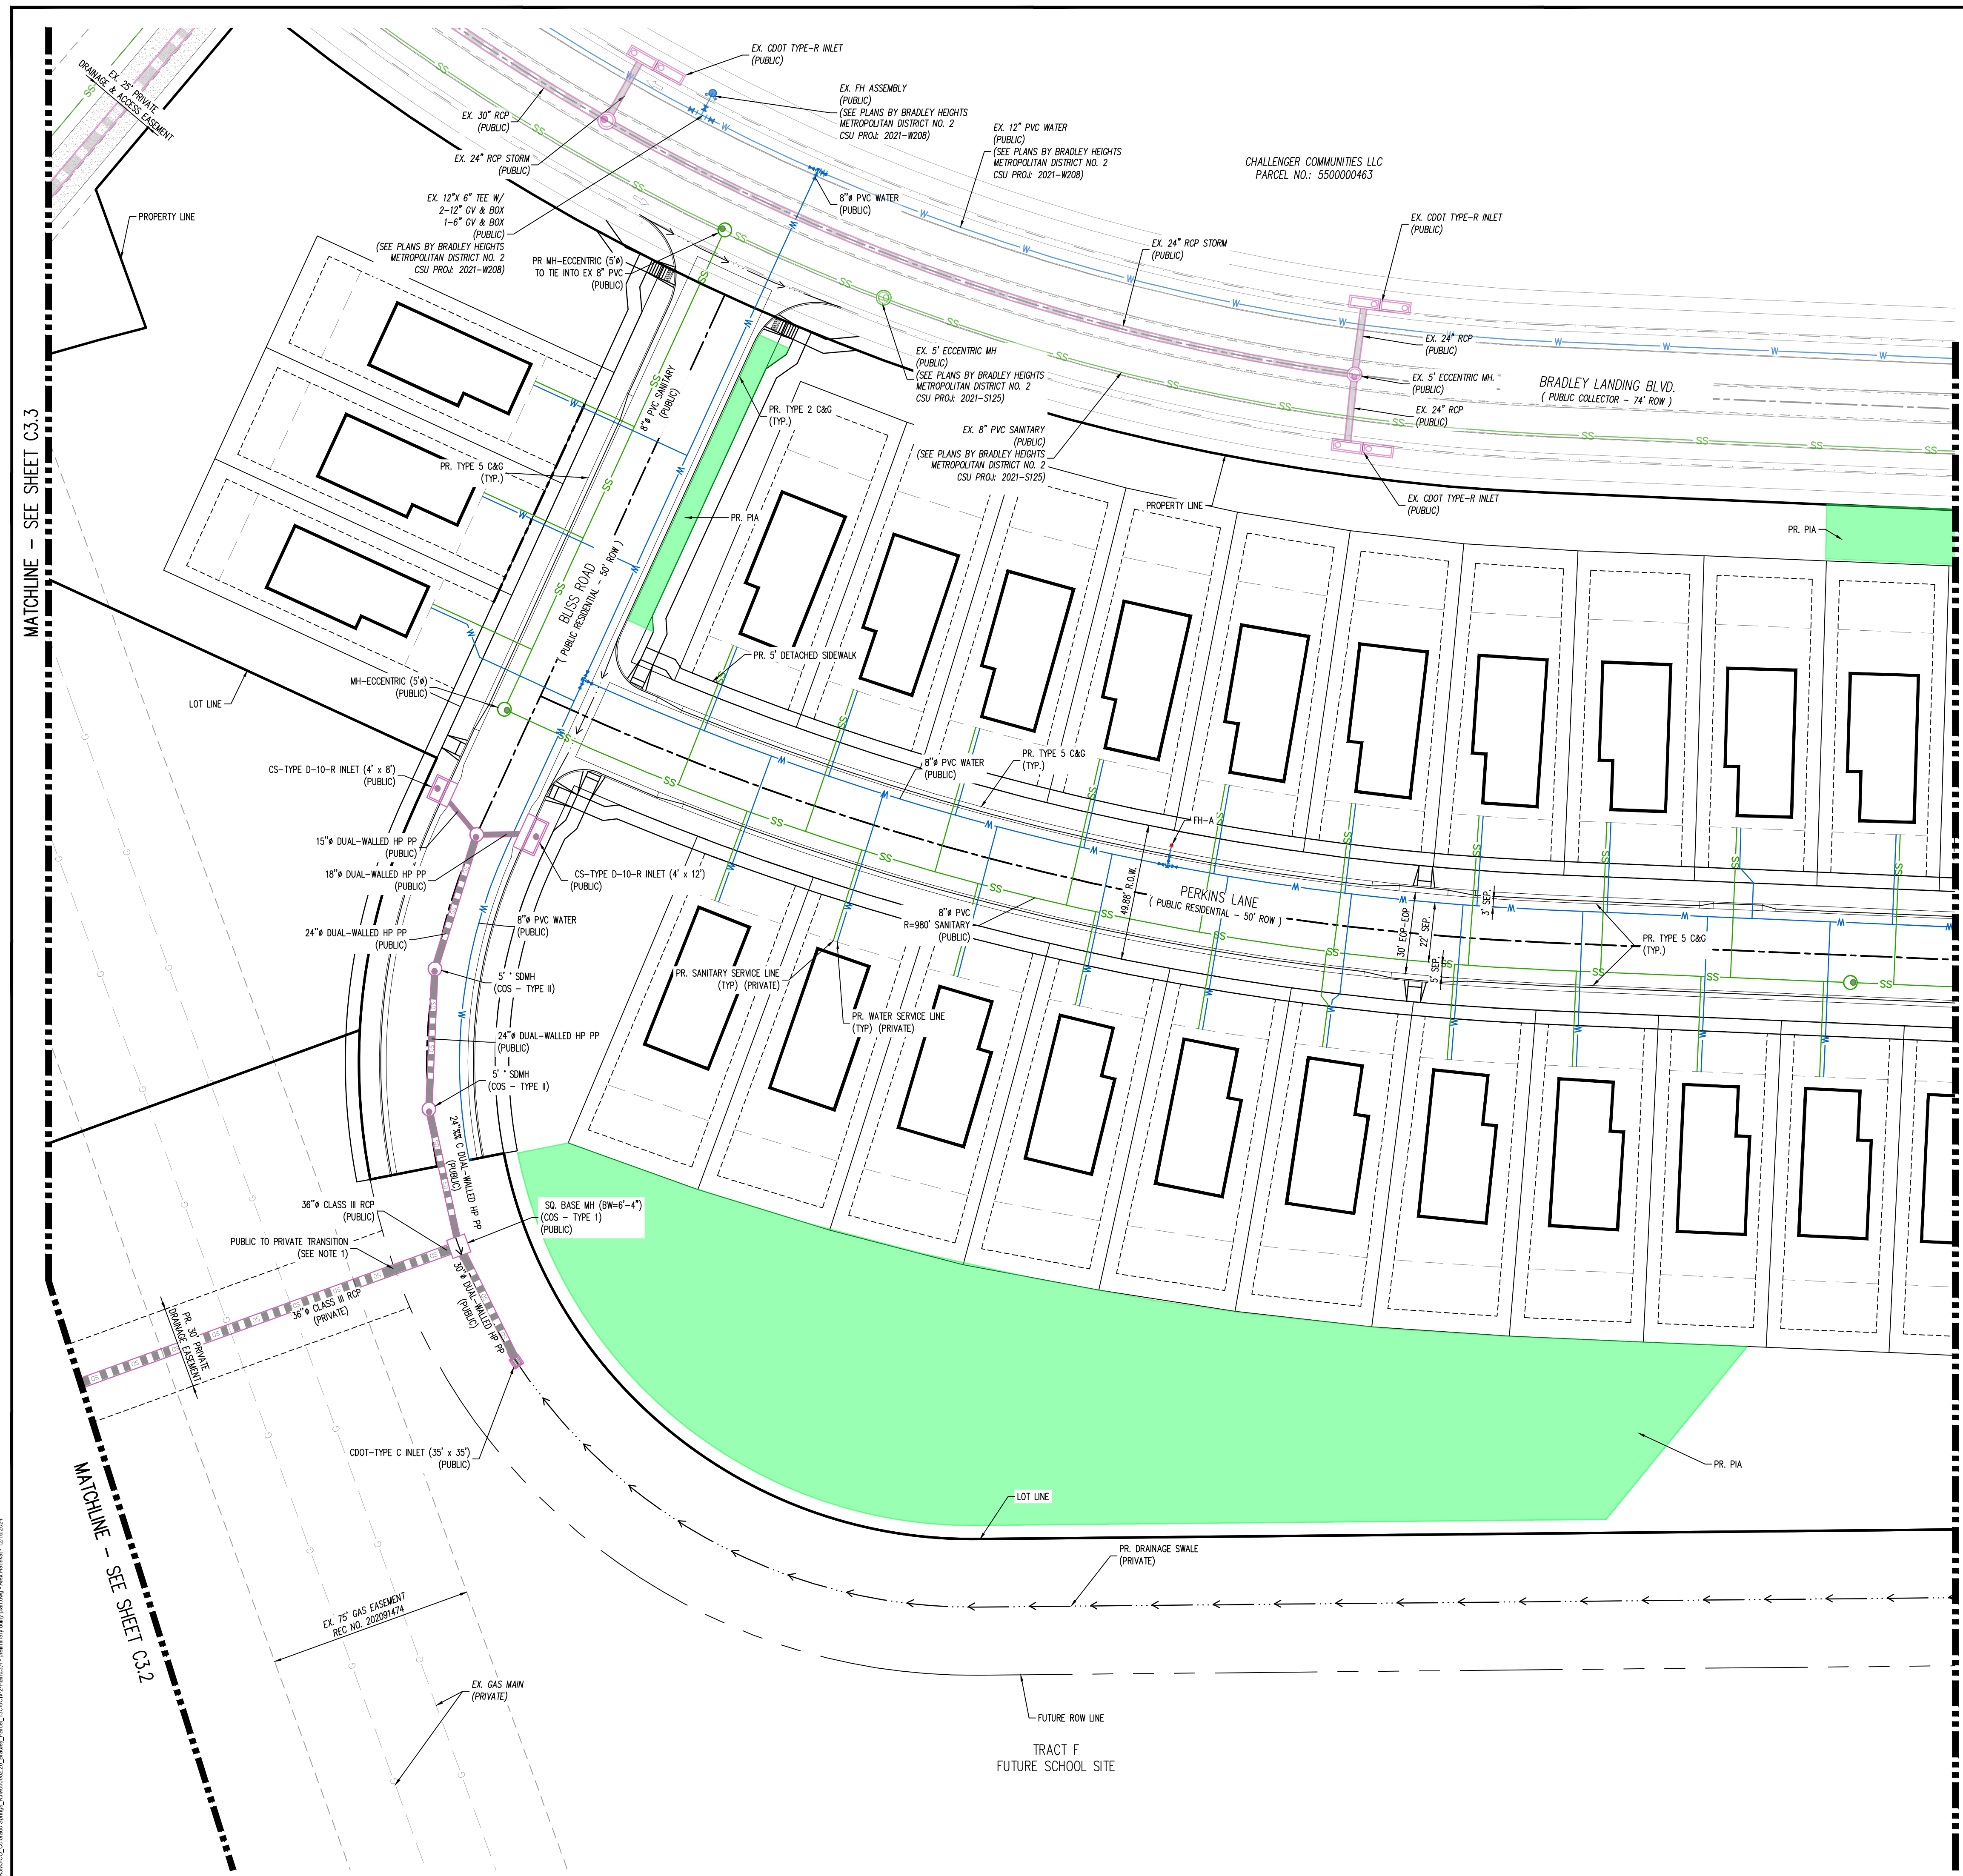 EX. 25' PRIVATE
DRAINAGE & ACCESS EASEMENT
EX. CDOT TYPE-R INLET
(PUBLIC)
EX. FH ASSEMBLY
(PUBLIC)
(SEE PLANS BY BRADLEY HEIGHTS
METROPOLITAN DISTRICT NO. 2
CSU PROJ: 2021-W208)
EX. 30" RCP
(PUBLIC)
EX. 12" PVC WATER
(PUBLIC)
(SEE PLANS BY BRADLEY HEIGHTS
METROPOLITAN DISTRICT NO. 2
CSU PROJ: 2021-W208)
CHALLENGER COMMUNITIES LLC
PARCEL NO.: 5500000463
EX. 24" RCP STORM
(PUBLIC)
EX. 12"X 6" TEE W/
2-12" GV & BOX
1-6" GV & BOX
(PUBLIC)
(SEE PLANS BY BRADLEY HEIGHTS
METROPOLITAN DISTRICT NO. 2
CSU PROJ: 2021-W208)
8"ø PVC WATER
(PUBLIC)
PROPERTY LINE
EX. CDOT TYPE-R INLET
(PUBLIC)
EX. 24" RCP STORM
(PUBLIC)
PR MH-ECCENTRIC (5'ø)
TO TIE INTO EX 8" PVC
(PUBLIC)
EX. 24" RCP
(PUBLIC)
EX. 5' ECCENTRIC MH
(PUBLIC)
(SEE PLANS BY BRADLEY HEIGHTS
METROPOLITAN DISTRICT NO. 2
CSU PROJ: 2021-S125)
EX. 5' ECCENTRIC MH.
(PUBLIC)
BRADLEY LANDING BLVD.
( PUBLIC COLLECTOR - 74' ROW )
8"ø PVC SANITARY
(PUBLIC)
PR. TYPE 2 C&G
(TYP.)
EX. 24" RCP
(PUBLIC)
EX. 8" PVC SANITARY
(PUBLIC)
(SEE PLANS BY BRADLEY HEIGHTS
METROPOLITAN DISTRICT NO. 2
CSU PROJ: 2021-S125)
MATCHLINE - SEE SHEET C3.3
PR. TYPE 5 C&G
(TYP.)
EX. CDOT TYPE-R INLET
(PUBLIC)
PROPERTY LINE
PR. PIA
PR. PIA
BLISS ROAD
( PUBLIC RESIDENTIAL - 50' ROW )
PR. 5' DETACHED SIDEWALK
MH-ECCENTRIC (5'ø)
(PUBLIC)
LOT LINE
PR. TYPE 5 C&G
(TYP.)
8"ø PVC WATER
(PUBLIC)
CS-TYPE D-10-R INLET (4' x 8')
(PUBLIC)
FH-A
15"ø DUAL-WALLED HP PP
(PUBLIC)
18"ø DUAL-WALLED HP PP
(PUBLIC)
CS-TYPE D-10-R INLET (4' x 12')
(PUBLIC)
49.88' R.O.W.
PERKINS LANE
( PUBLIC RESIDENTIAL - 50' ROW )
30' EOP-EOP
22' SEP.
3' SEP.
5' SEP.
8"ø PVC
R=980' SANITARY
(PUBLIC)
8"ø PVC WATER
(PUBLIC)
24"ø DUAL-WALLED HP PP
(PUBLIC)
PR. TYPE 5 C&G
(TYP.)
PR. SANITARY SERVICE LINE
(TYP) (PRIVATE)
5' " SDMH
(COS - TYPE II)
PR. WATER SERVICE LINE
(TYP) (PRIVATE)
24"ø DUAL-WALLED HP PP
(PUBLIC)
5' " SDMH
(COS - TYPE II)
24"%% C DUAL-WALLED HP PP
(PUBLIC)
36"ø CLASS III RCP
(PUBLIC)
SQ. BASE MH (BW=6'-4")
(COS - TYPE 1)
(PUBLIC)
PUBLIC TO PRIVATE TRANSITION
(SEE NOTE 1)
36"ø CLASS III RCP
(PRIVATE)
30"ø DUAL-WALLED HP PP
(PUBLIC)
PR. 30' PRIVATE
DRAINAGE EASEMENT
CDOT-TYPE C INLET (35' x 35')
(PUBLIC)
PR. PIA
LOT LINE
MATCHLINE - SEE SHEET C3.2
PR. DRAINAGE SWALE
(PRIVATE)
EX. 75' GAS EASEMENT
REC NO. 202091474
EX. GAS MAIN
(PRIVATE)
FUTURE ROW LINE
TRACT F
FUTURE SCHOOL SITE